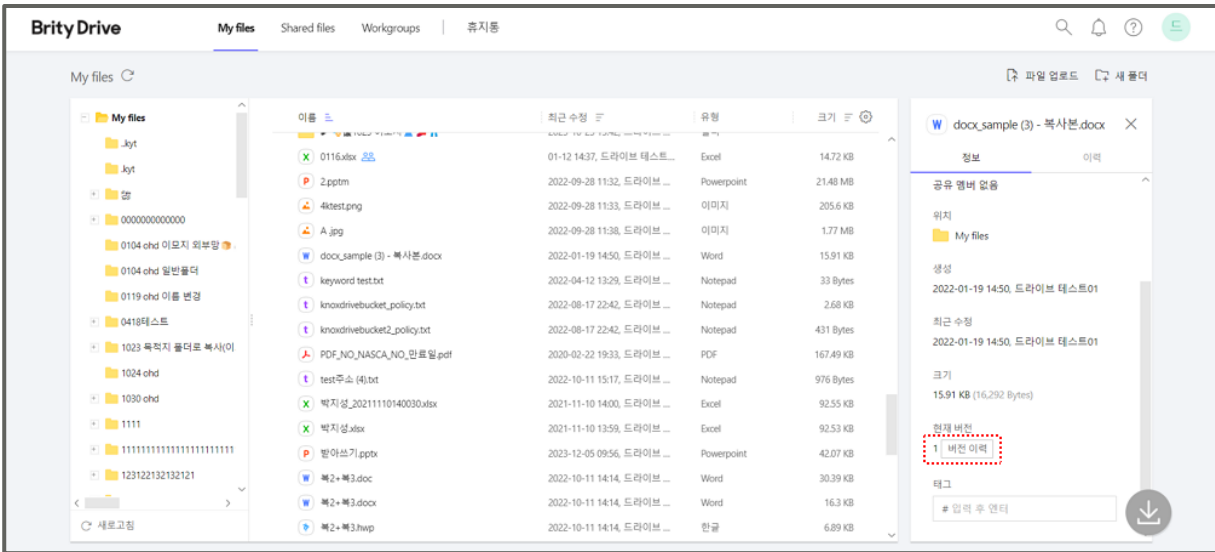 Brity Drive My files Shared files Workgroups 휴지통 드
My files 파일 업로드 새 폴더
My files
.kyt
.kyt
0000000000000
0104 ohd 이모지 외부망
0104 ohd 일반폴더
0119 ohd 이름 변경
0418테스트
1023 목적지 폴더로 복사(이
1024 ohd
1030 ohd
1111
11111111111111111111111
123122132132121
새로고침
이름 최근 수정 유형 크기
0116.xlsx 01-12 14:37, 드라이브 테스트... Excel 14.72 KB
2.pptm 2022-09-28 11:32, 드라이브 ... Powerpoint 21.48 MB
4ktest.png 2022-09-28 11:33, 드라이브 ... 이미지 205.6 KB
A.jpg 2022-09-28 11:38, 드라이브 ... 이미지 1.77 MB
docx_sample (3) - 복사본.docx 2022-01-19 14:50, 드라이브 ... Word 15.91 KB
keyword test.txt 2022-04-12 13:29, 드라이브 ... Notepad 33 Bytes
knoxdrivebucket_policy.txt 2022-08-17 22:42, 드라이브 ... Notepad 2.68 KB
knoxdrivebucket2_policy.txt 2022-08-17 22:42, 드라이브 ... Notepad 431 Bytes
PDF_NO_NASCA_NO_만료일.pdf 2020-02-22 19:33, 드라이브 ... PDF 167.49 KB
test주소 (4).txt 2022-10-11 15:17, 드라이브 ... Notepad 976 Bytes
박지성_20211110140030.xlsx 2021-11-10 14:00, 드라이브 ... Excel 92.55 KB
박지성.xlsx 2021-11-10 13:59, 드라이브 ... Excel 92.53 KB
받아쓰기.pptx 2023-12-05 09:56, 드라이브 ... Powerpoint 42.07 KB
복2+복3.doc 2022-10-11 14:14, 드라이브 ... Word 30.39 KB
복2+복3.docx 2022-10-11 14:14, 드라이브 ... Word 16.3 KB
복2+복3.hwp 2022-10-11 14:14, 드라이브 ... 한글 6.89 KB
docx_sample (3) - 복사본.docx
정보 이력
공유 멤버 없음
위치
My files
생성
2022-01-19 14:50, 드라이브 테스트01
최근 수정
2022-01-19 14:50, 드라이브 테스트01
크기
15.91 KB (16,292 Bytes)
현재 버전
1 버전 이력
태그
# 입력 후 엔터